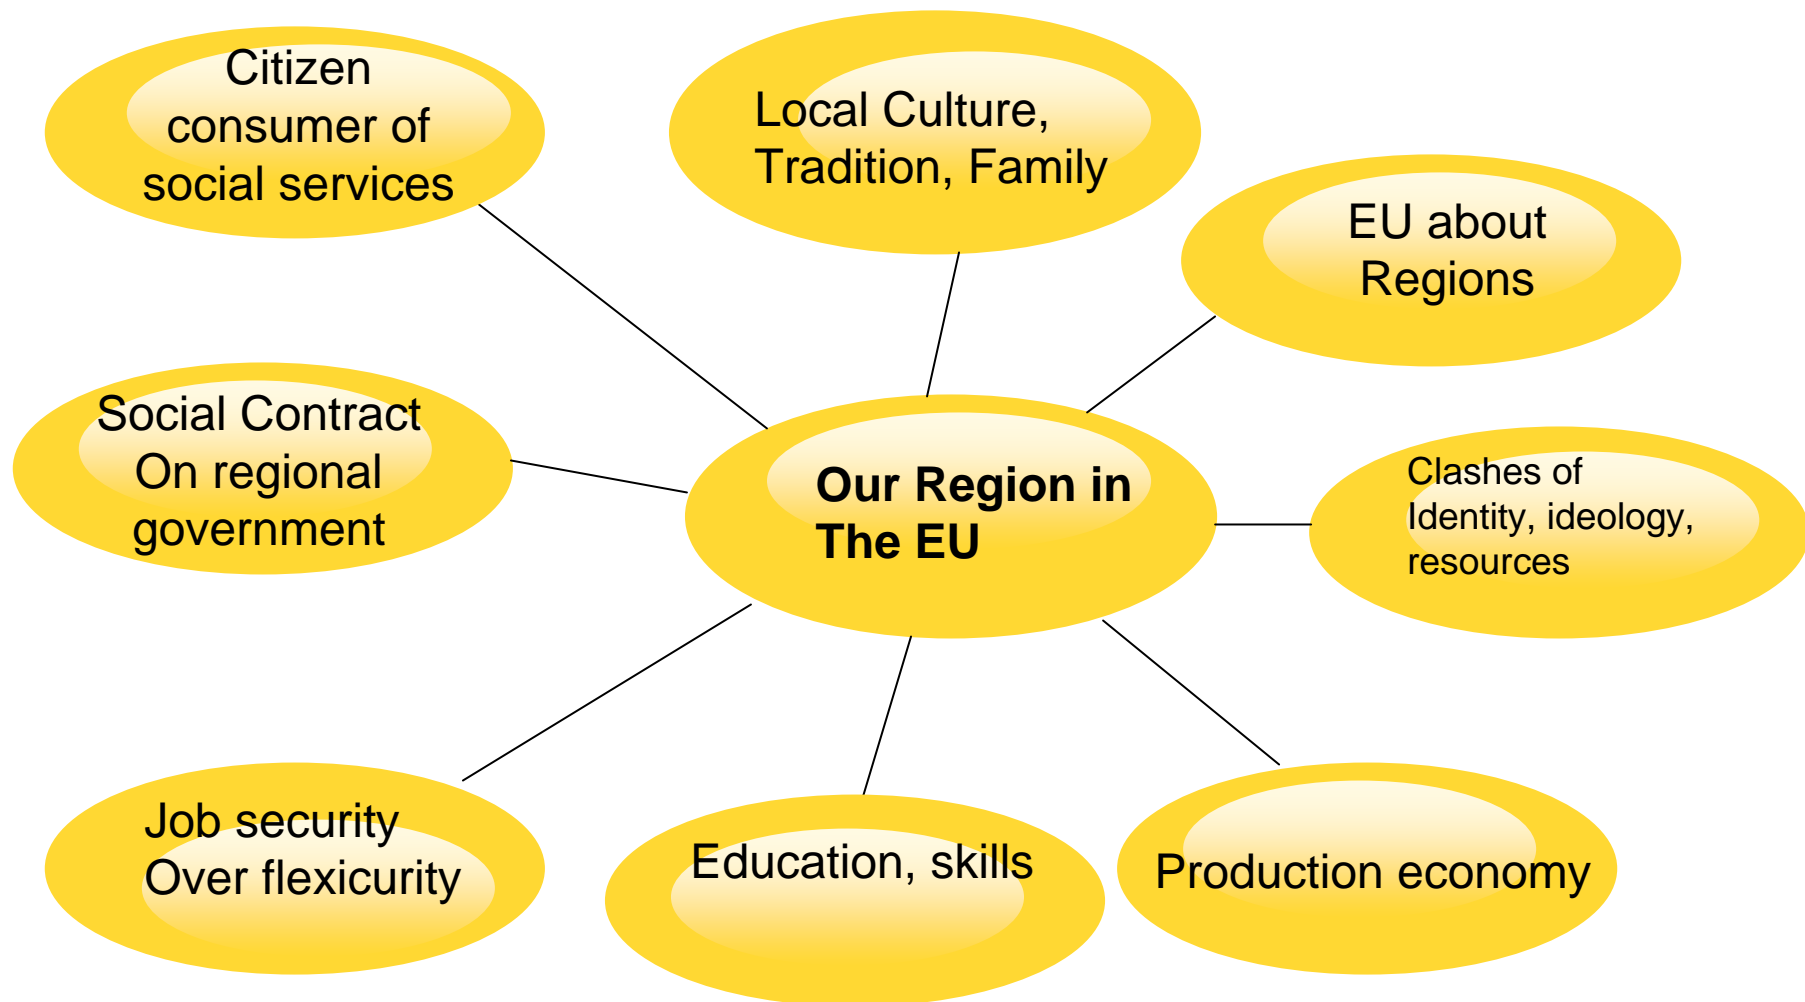 Citizen
consumer of
social services
Local Culture,
Tradition, Family
EU about
Regions
Social Contract
On regional
government
Our Region in
The EU
Clashes of
Identity, ideology,
resources
Job security
Over flexicurity
Education, skills
Production economy